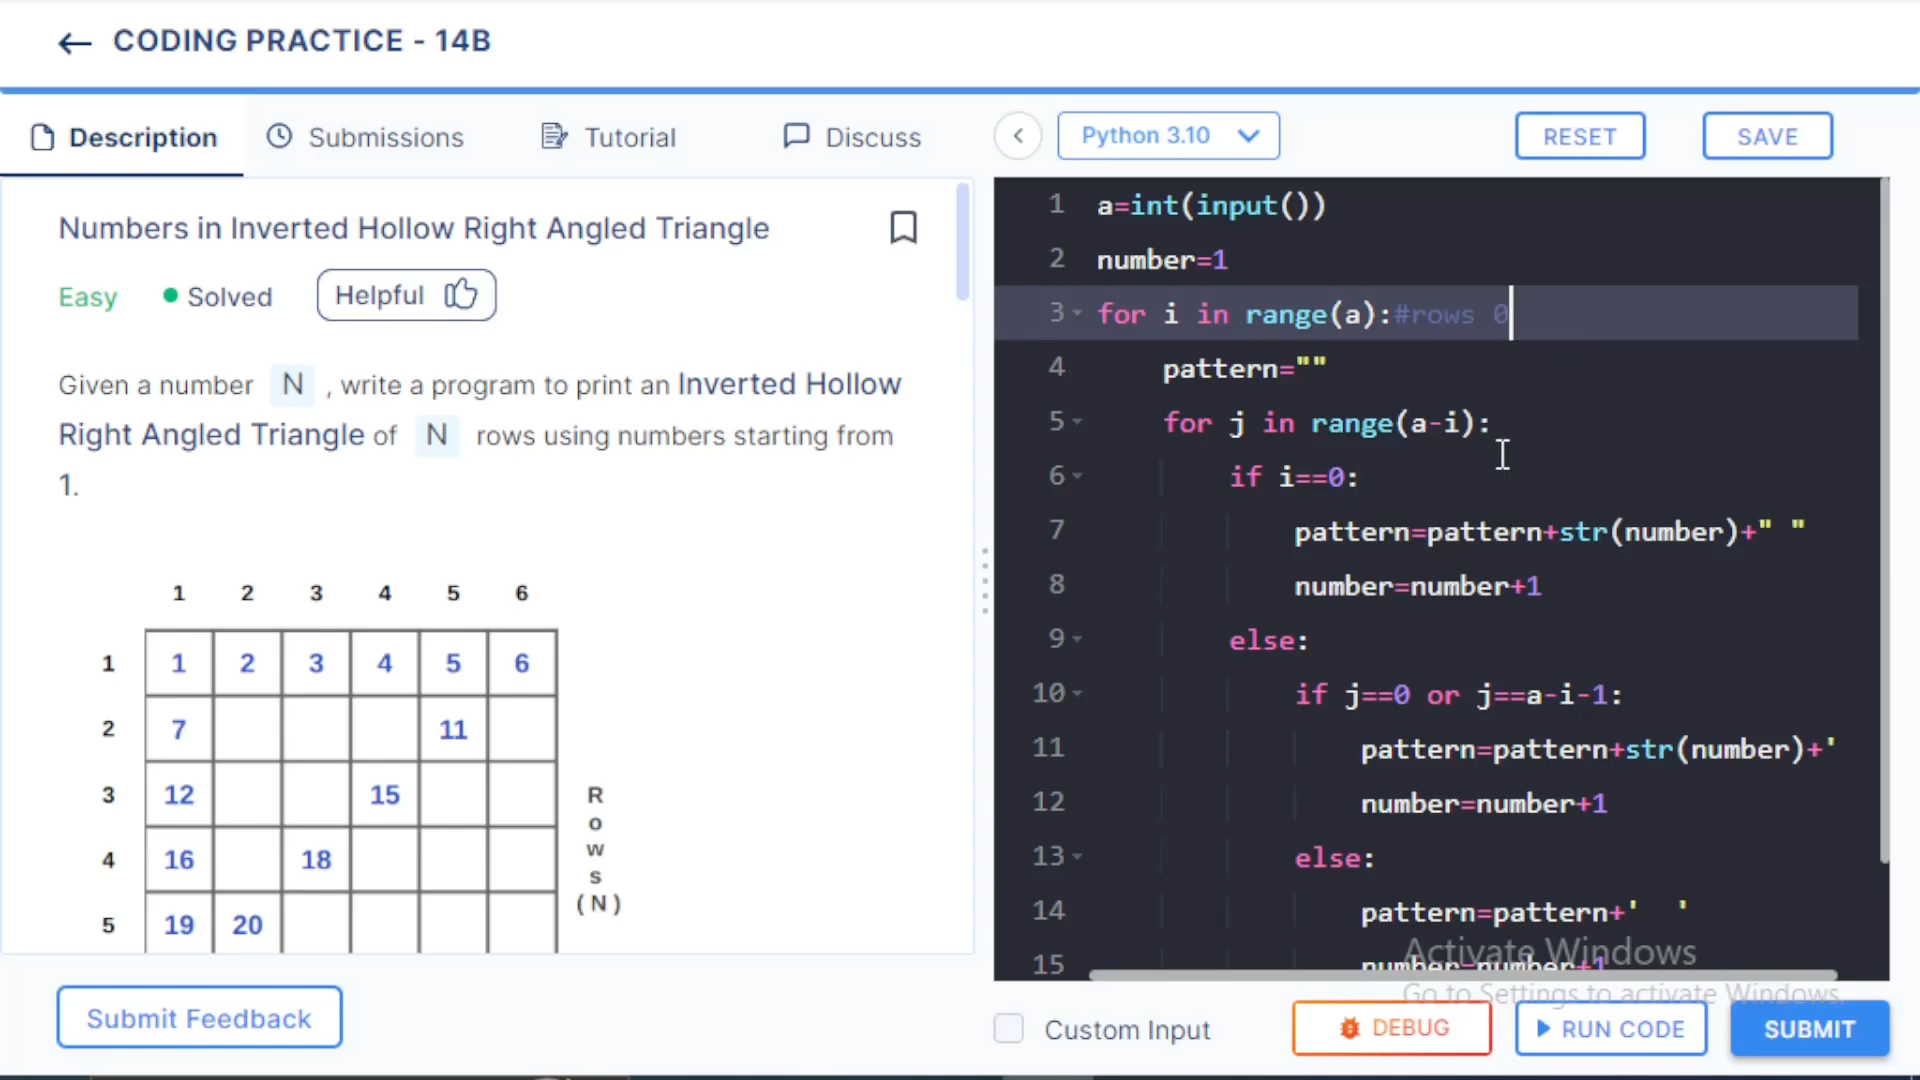 CODING PRACTICE - 14B
Description
Submissions
Tutorial
Discuss
Python 3.10
RESET
SAVE
Numbers in Inverted Hollow Right Angled Triangle
Easy
Solved
Helpful
Given a number N , write a program to print an Inverted Hollow
Right Angled Triangle of N rows using numbers starting from
1.
1 2 3 4 5 6
1 1 2 3 4 5 6
2 7 11
3 12 15
4 16 18
5 19 20
R
o
w
s
(N)
1 a=int(input())
2 number=1
3 for i in range(a):#rows 0
4 pattern=""
5 for j in range(a-i):
6 if i==0:
7 pattern=pattern+str(number)+" "
8 number=number+1
9 else:
10 if j==0 or j==a-i-1:
11 pattern=pattern+str(number)+'
12 number=number+1
13 else:
14 pattern=pattern+'  '
15 number=number+1
Activate Windows
Go to Settings to activate Windows.
Submit Feedback
Custom Input
DEBUG
RUN CODE
SUBMIT